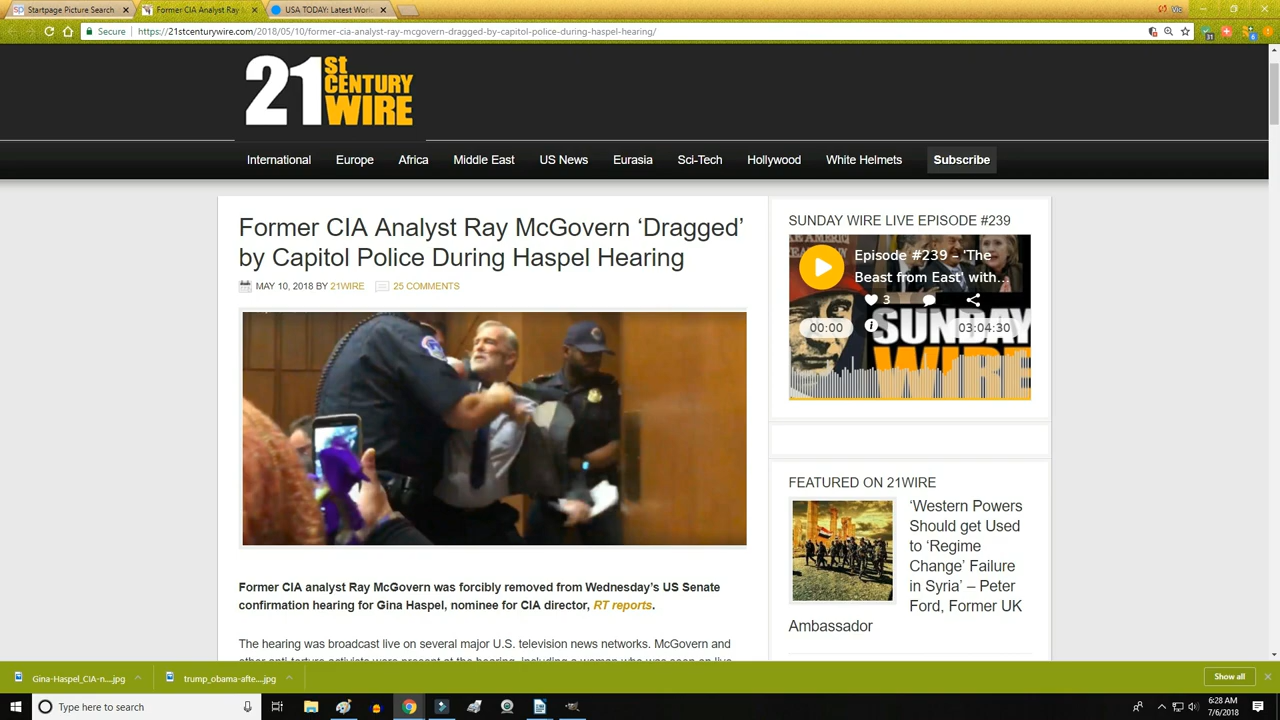 Startpage Picture Search
Former CIA Analyst Ray
USA TODAY: Latest World
Secure
https://21stcenturywire.com/2018/05/10/former-cia-analyst-ray-mcgovern-dragged-by-capitol-police-during-haspel-hearing/
21st CENTURY WIRE
International Europe Africa Middle East US News Eurasia Sci-Tech Hollywood White Helmets Subscribe
Former CIA Analyst Ray McGovern ‘Dragged’
by Capitol Police During Haspel Hearing
MAY 10, 2018 BY 21WIRE 25 COMMENTS
Former CIA analyst Ray McGovern was forcibly removed from Wednesday’s US Senate
confirmation hearing for Gina Haspel, nominee for CIA director, RT reports.
The hearing was broadcast live on several major U.S. television news networks. McGovern and
SUNDAY WIRE LIVE EPISODE #239
Episode #239 – 'The
Beast from East' with...
3
00:00
03:04:30
SUNDAY
WIRE
FEATURED ON 21WIRE
‘Western Powers
Should get Used
to ‘Regime
Change’ Failure
in Syria’ – Peter
Ford, Former UK
Ambassador
Gina-Haspel_CIA-n....jpg
trump_obama-afte....jpg
Show all
Type here to search
6:28 AM
7/6/2018